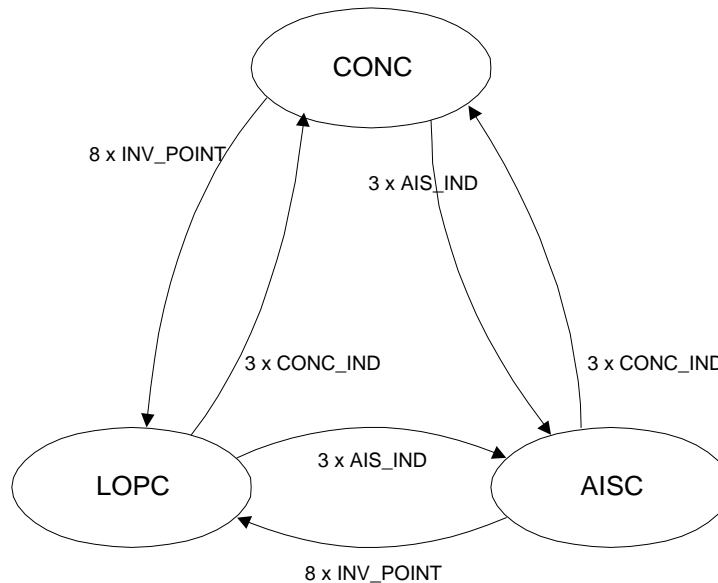 CONC
8 x INV_POINT
3 x AIS_IND
3 x CONC_IND
3 x CONC_IND
LOPC
3 x AIS_IND
AISC
8 x INV_POINT